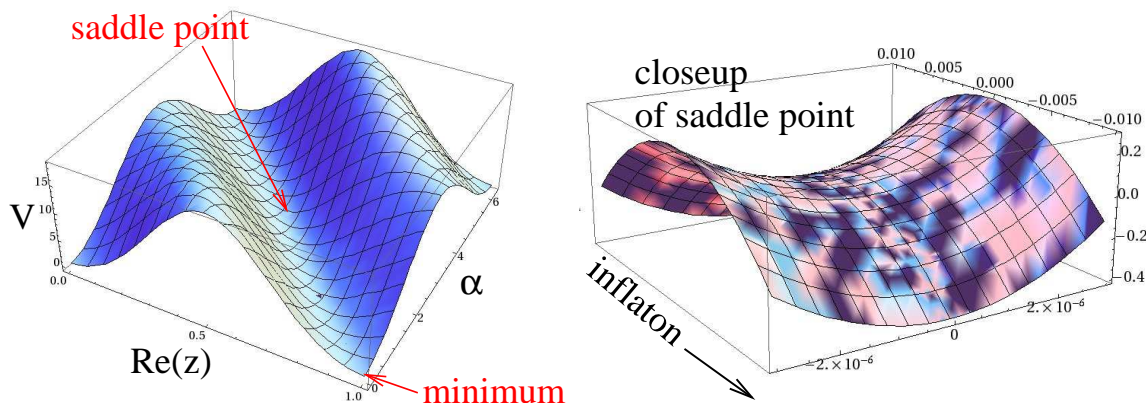 saddle point
V
15
10
5
0
0.0
0.5
1.0
Re(z)
0
2
4
6
α
minimum
closeup
of saddle point
0.010
0.005
0.000
−0.005
−0.010
0.2
0.0
−0.2
−0.4
inflaton
−2.×10⁻⁶
0
2.×10⁻⁶